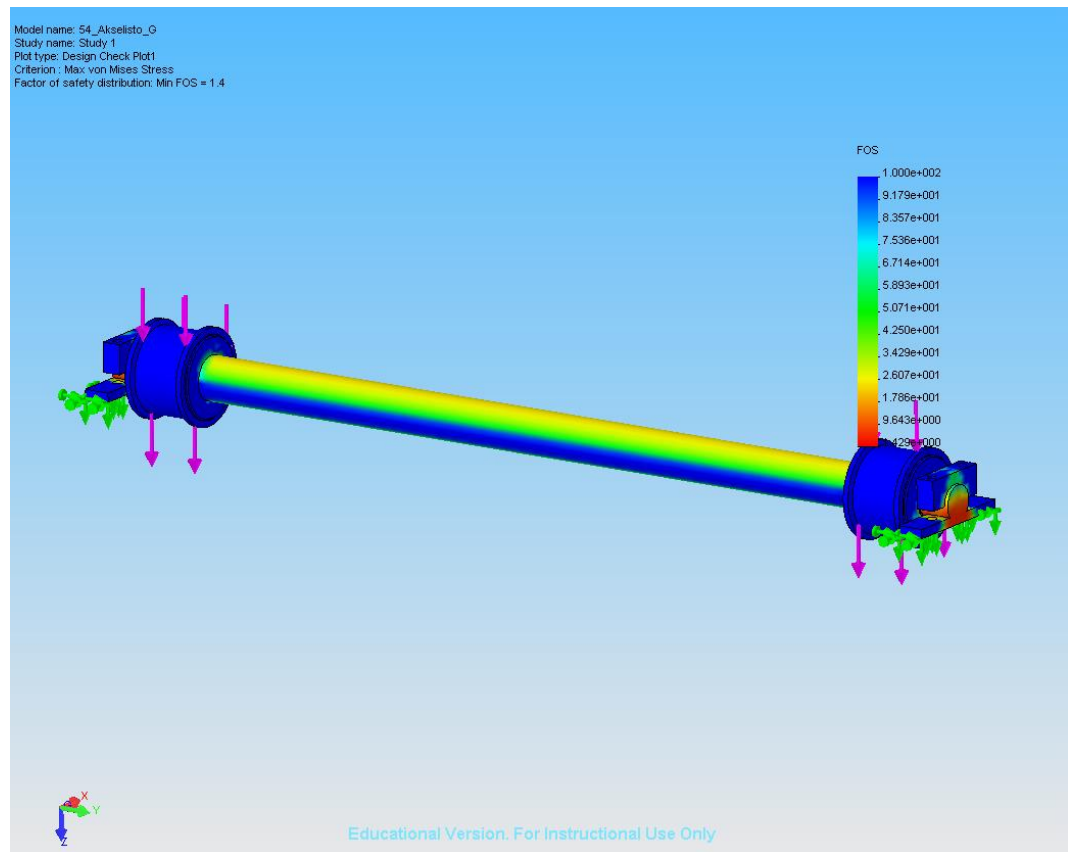 Model name: 54_Akselisto_G
Study name: Study 1
Plot type: Design Check Plot1
Criterion : Max von Mises Stress
Factor of safety distribution: Min FOS = 1.4
FOS
1.000e+002
9.179e+001
8.357e+001
7.536e+001
6.714e+001
5.893e+001
5.071e+001
4.250e+001
3.429e+001
2.607e+001
1.786e+001
9.643e+000
1.429e+000
X
Y
Z
Educational Version. For Instructional Use Only